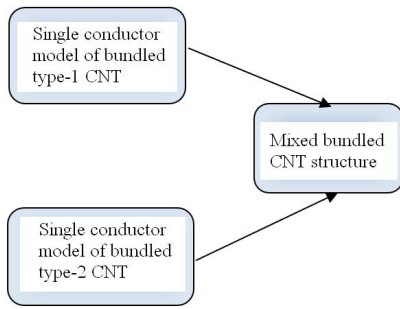 Single conductor
model of bundled
type-1 CNT
Mixed bundled
CNT structure
Single conductor
model of bundled
type-2 CNT